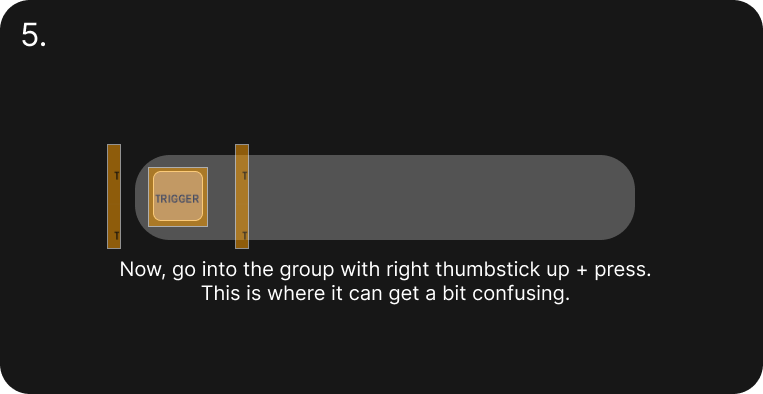 5.
T
T
TRIGGER
T
T
Now, go into the group with right thumbstick up + press.
This is where it can get a bit confusing.